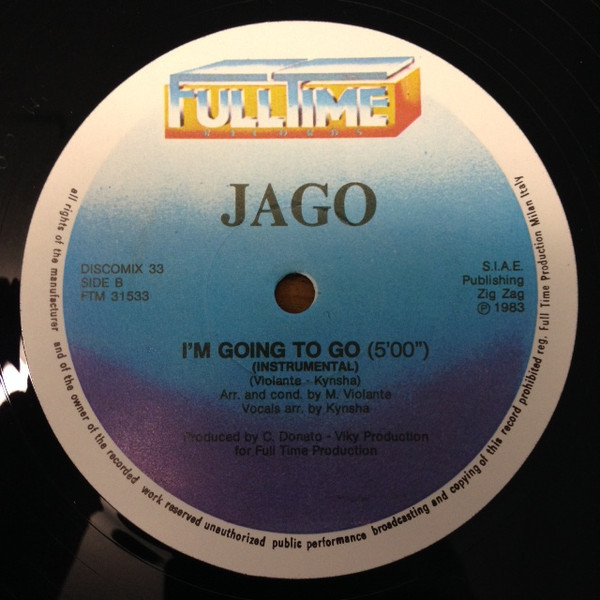 FULLTIME
RECORDS
JAGO
DISCOMIX 33
SIDE B
FTM 31533
S.I.A.E.
Publishing
Zig Zag
℗ 1983
I'M GOING TO GO (5'00")
(INSTRUMENTAL)
(Violante - Kynsha)
Arr. and cond. by M. Violante
Vocals arr. by Kynsha
Produced by C. Donato - Viky Production
for Full Time Production
all rights of the manufacturer and of the owner of the recorded work reserved unauthorized public performance broadcasting and copying of this record prohibited reg. Full Time Production Milan Italy